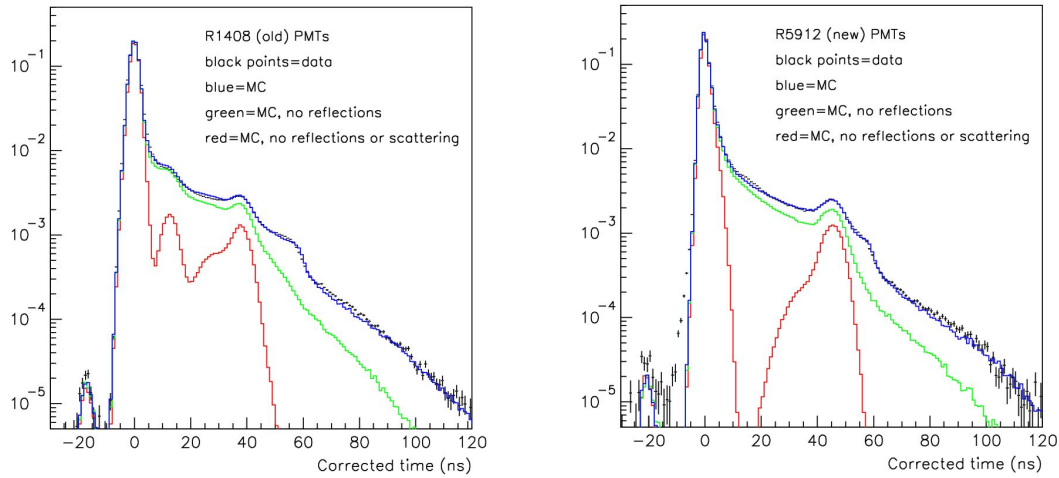 R1408 (old) PMTs
black points=data
blue=MC
green=MC, no reflections
red=MC, no reflections or scattering
10⁻¹
10⁻²
10⁻³
10⁻⁴
10⁻⁵
−20 0 20 40 60 80 100 120
Corrected time (ns)
R5912 (new) PMTs
black points=data
blue=MC
green=MC, no reflections
red=MC, no reflections or scattering
10⁻¹
10⁻²
10⁻³
10⁻⁴
10⁻⁵
−20 0 20 40 60 80 100 120
Corrected time (ns)